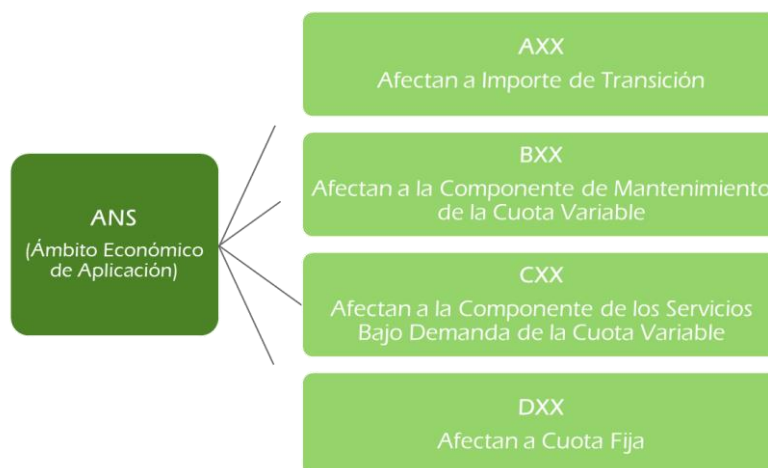 AXX
Afectan a Importe de Transición
BXX
Afectan a la Componente de Mantenimiento
de la Cuota Variable
ANS
(Ámbito Económico
de Aplicación)
CXX
Afectan a la Componente de los Servicios
Bajo Demanda de la Cuota Variable
DXX
Afectan a Cuota Fija